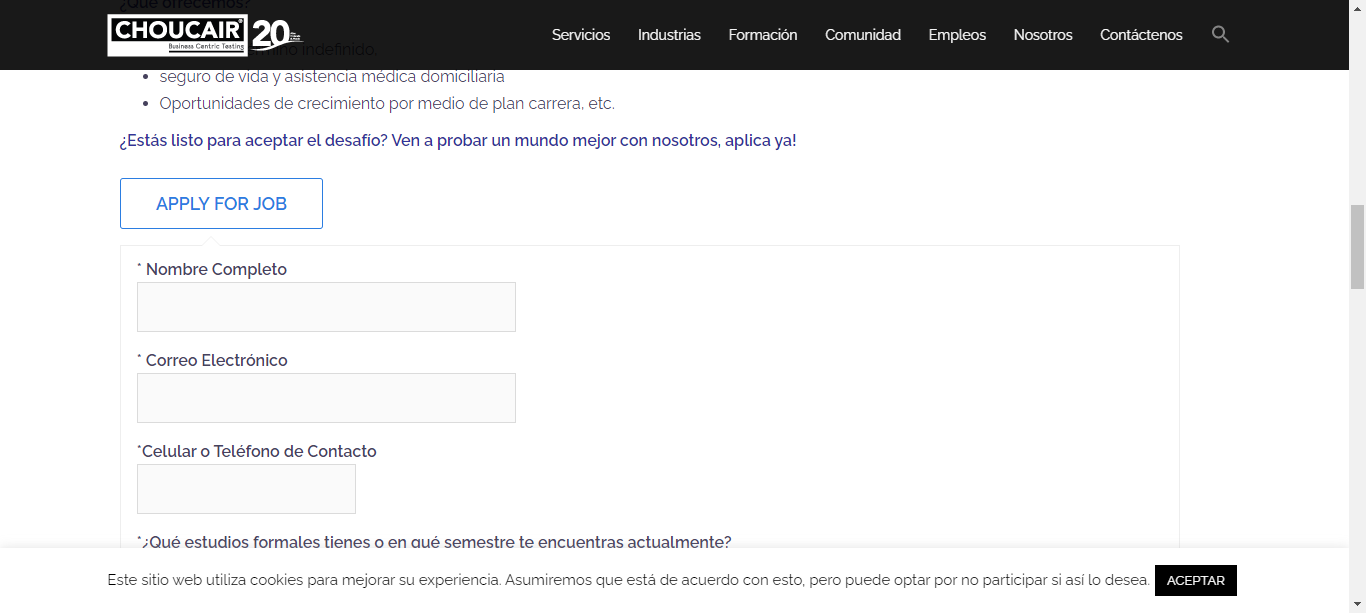 ¿Qué ofrecemos?
CHOUCAIR 20
Business Centric Testing
Servicios Industrias Formación Comunidad Empleos Nosotros Contáctenos
indefinido
seguro de vida y asistencia médica domiciliaria
Oportunidades de crecimiento por medio de plan carrera, etc.
¿Estás listo para aceptar el desafío? Ven a probar un mundo mejor con nosotros, aplica ya!
APPLY FOR JOB
* Nombre Completo
* Correo Electrónico
*Celular o Teléfono de Contacto
*¿Qué estudios formales tienes o en qué semestre te encuentras actualmente?
Este sitio web utiliza cookies para mejorar su experiencia. Asumiremos que está de acuerdo con esto, pero puede optar por no participar si así lo desea. ACEPTAR